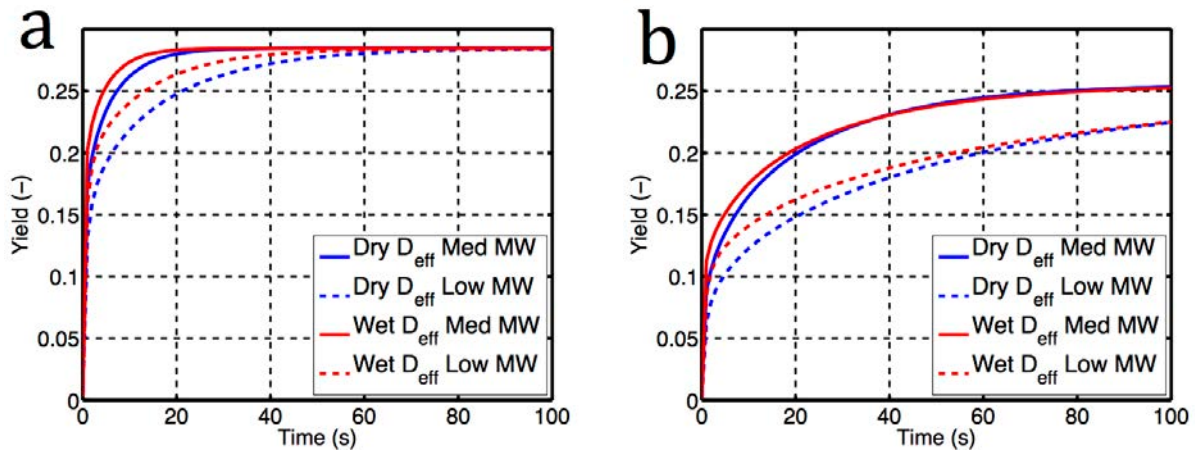 a
Yield (–)
0.25
0.2
0.15
0.1
0.05
0
0 20 40 60 80 100
Time (s)
Dry D_eff Med MW
Dry D_eff Low MW
Wet D_eff Med MW
Wet D_eff Low MW
b
Yield (–)
0.25
0.2
0.15
0.1
0.05
0
0 20 40 60 80 100
Time (s)
Dry D_eff Med MW
Dry D_eff Low MW
Wet D_eff Med MW
Wet D_eff Low MW